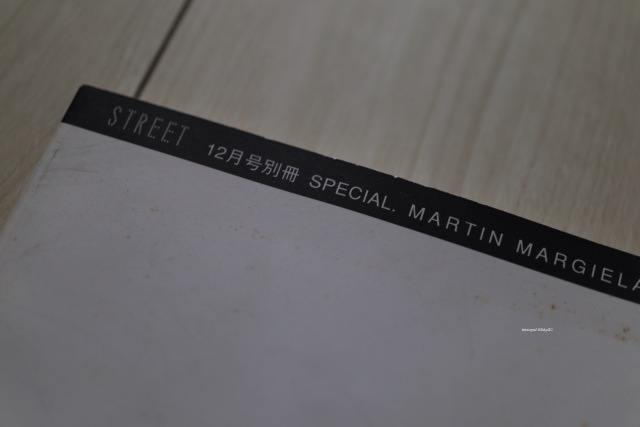 STREET 12月号別冊 SPECIAL. MARTIN MARGIELA